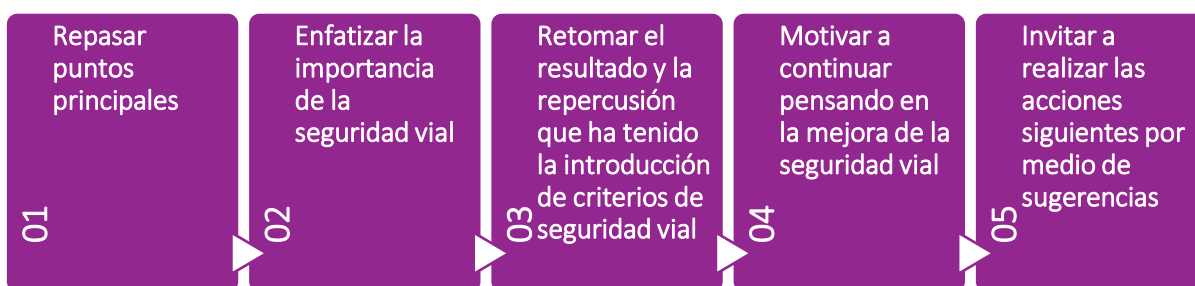 Repasar
puntos
principales
01
Enfatizar la
importancia
de la
seguridad vial
02
Retomar el
resultado y la
repercusión
que ha tenido
la introducción
de criterios de
seguridad vial
03
Motivar a
continuar
pensando en
la mejora de la
seguridad vial
04
Invitar a
realizar las
acciones
siguientes por
medio de
sugerencias
05